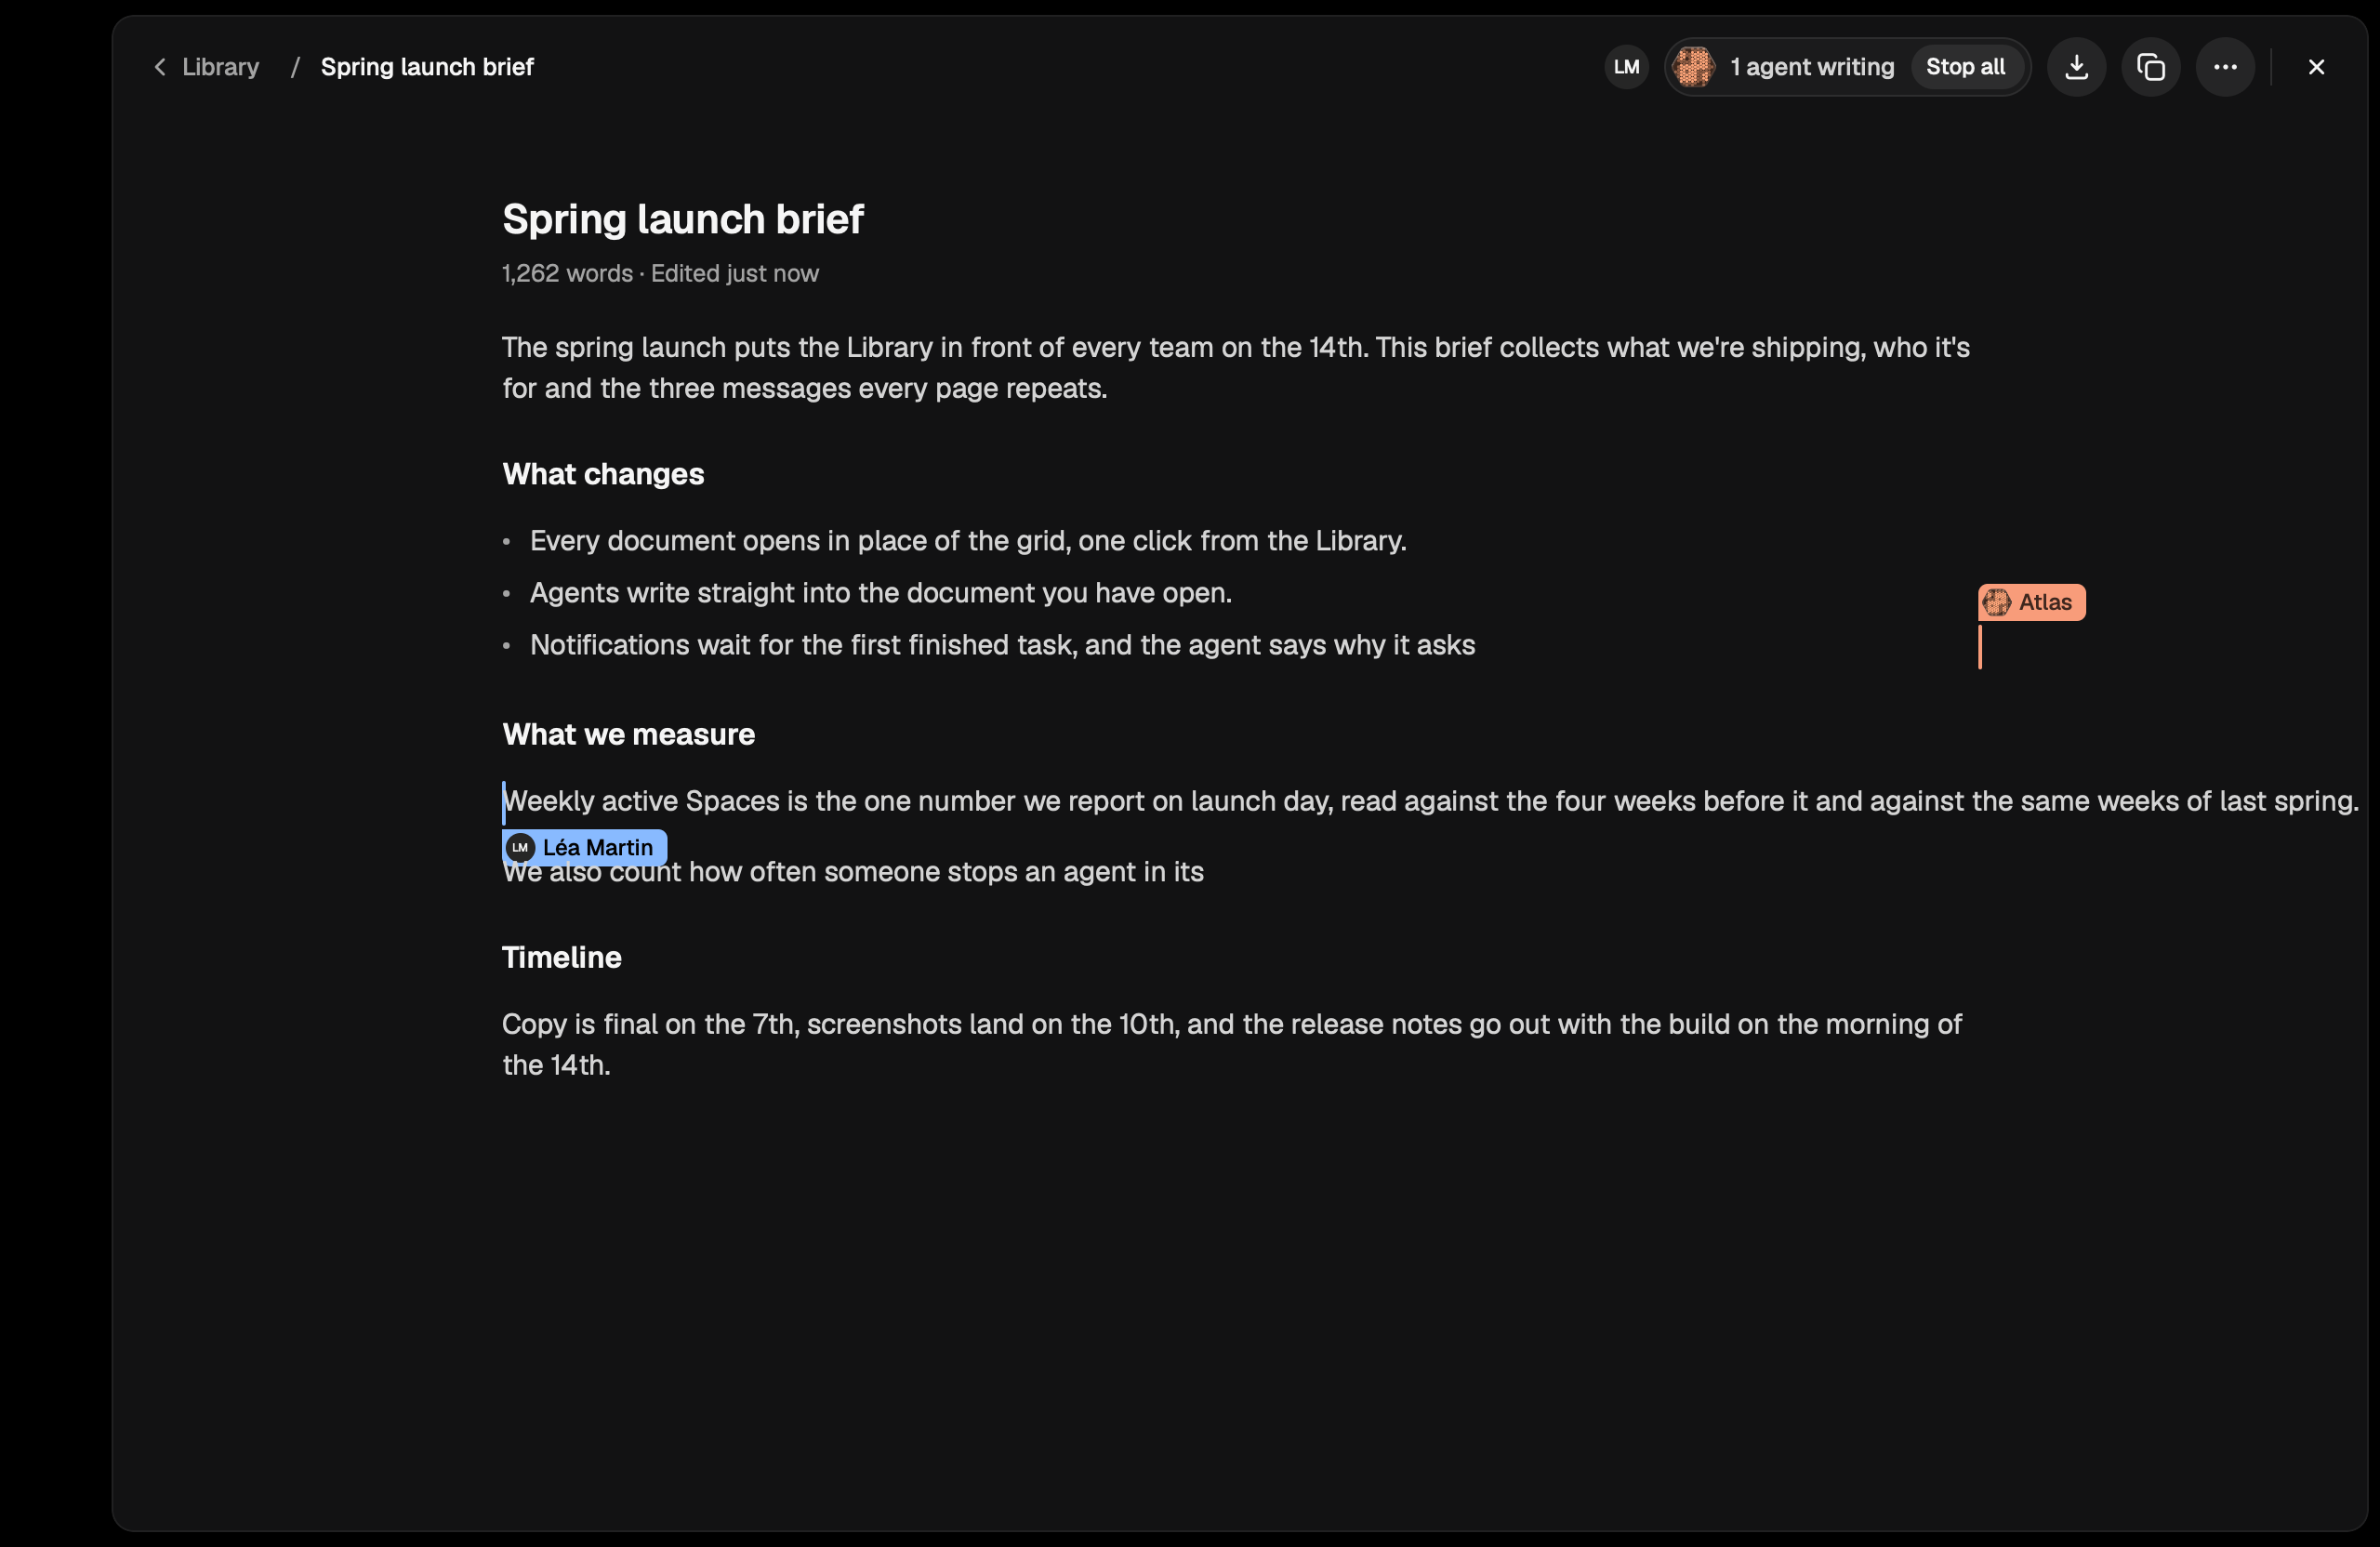 Library / Spring launch brief
LM 1 agent writing Stop all
Spring launch brief
1,262 words · Edited just now
The spring launch puts the Library in front of every team on the 14th. This brief collects what we're shipping, who it's
for and the three messages every page repeats.
What changes
• Every document opens in place of the grid, one click from the Library.
• Agents write straight into the document you have open.
Atlas
• Notifications wait for the first finished task, and the agent says why it asks
What we measure
Weekly active Spaces is the one number we report on launch day, read against the four weeks before it and against the same weeks of last spring.
LM Léa Martin
We also count how often someone stops an agent in its
Timeline
Copy is final on the 7th, screenshots land on the 10th, and the release notes go out with the build on the morning of
the 14th.